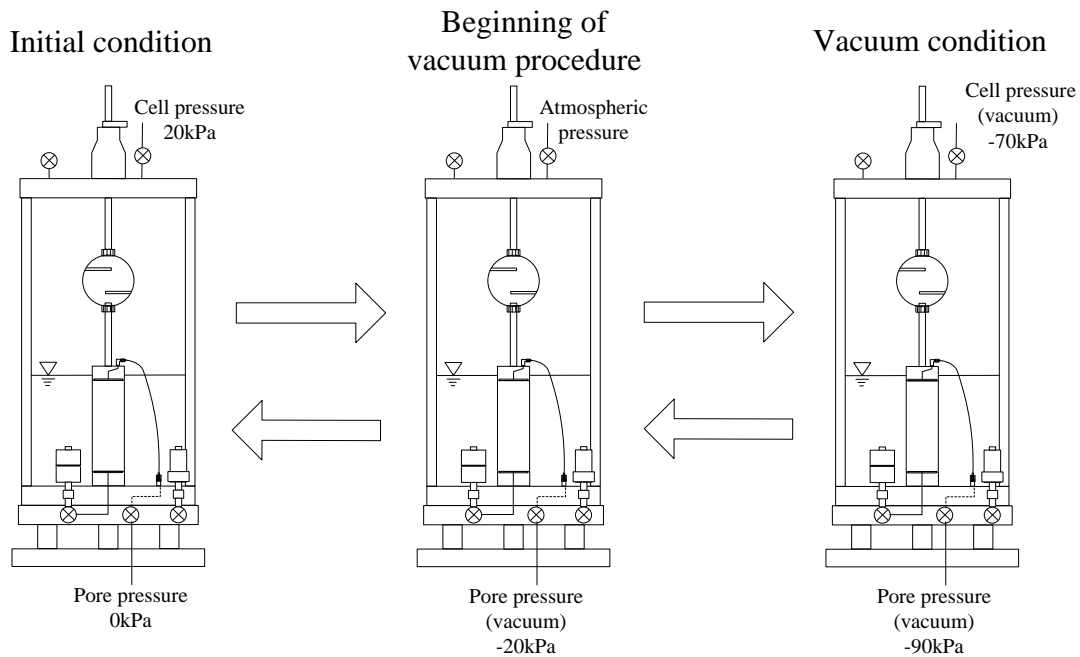 Initial condition
Cell pressure
20kPa
Pore pressure
0kPa
Beginning of
vacuum procedure
Atmospheric
pressure
Pore pressure
(vacuum)
-20kPa
Vacuum condition
Cell pressure
(vacuum)
-70kPa
Pore pressure
(vacuum)
-90kPa